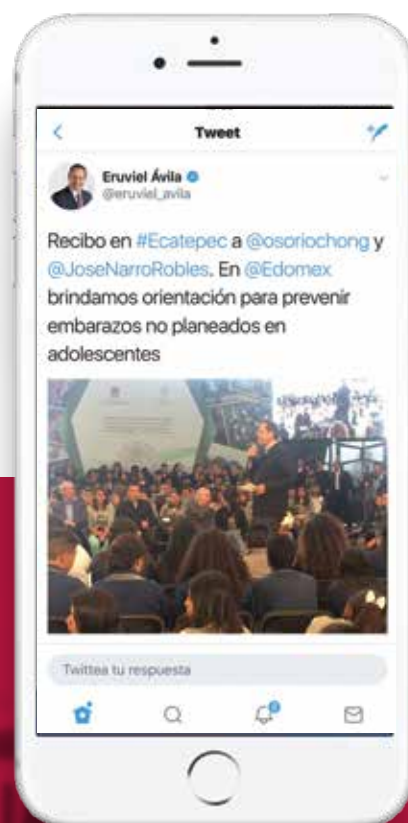 Tweet
Eruviel Ávila
@eruviel_avila
Recibo en #Ecatepec a @osoriochong y
@JoseNarroRobles. En @Edomex
brindamos orientación para prevenir
embarazos no planeados en
adolescentes
Twittea tu respuesta